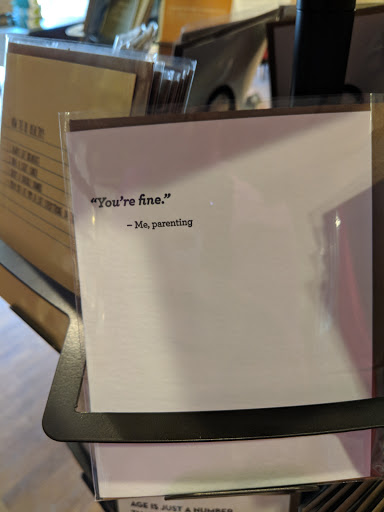 “You’re fine.”
– Me, parenting
AGE IS JUST A NUMBER